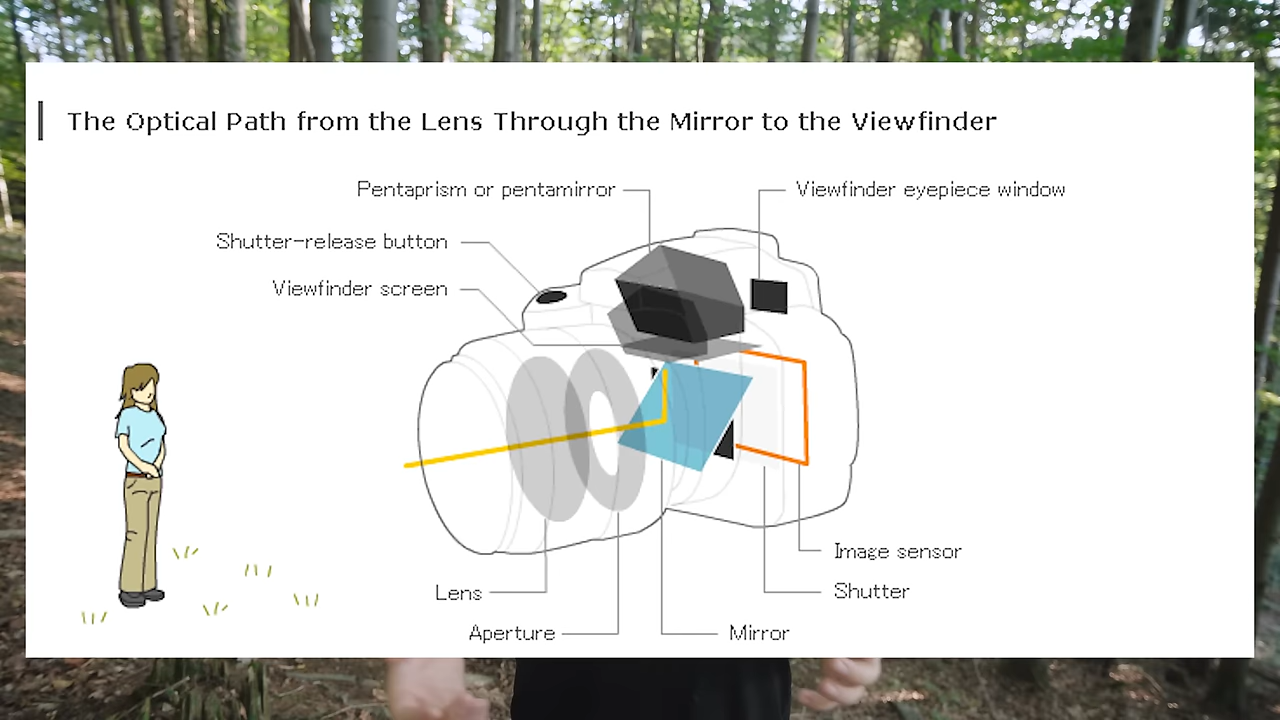 The Optical Path from the Lens Through the Mirror to the Viewfinder
Pentaprism or pentamirror
Viewfinder eyepiece window
Shutter-release button
Viewfinder screen
Image sensor
Lens
Shutter
Aperture
Mirror